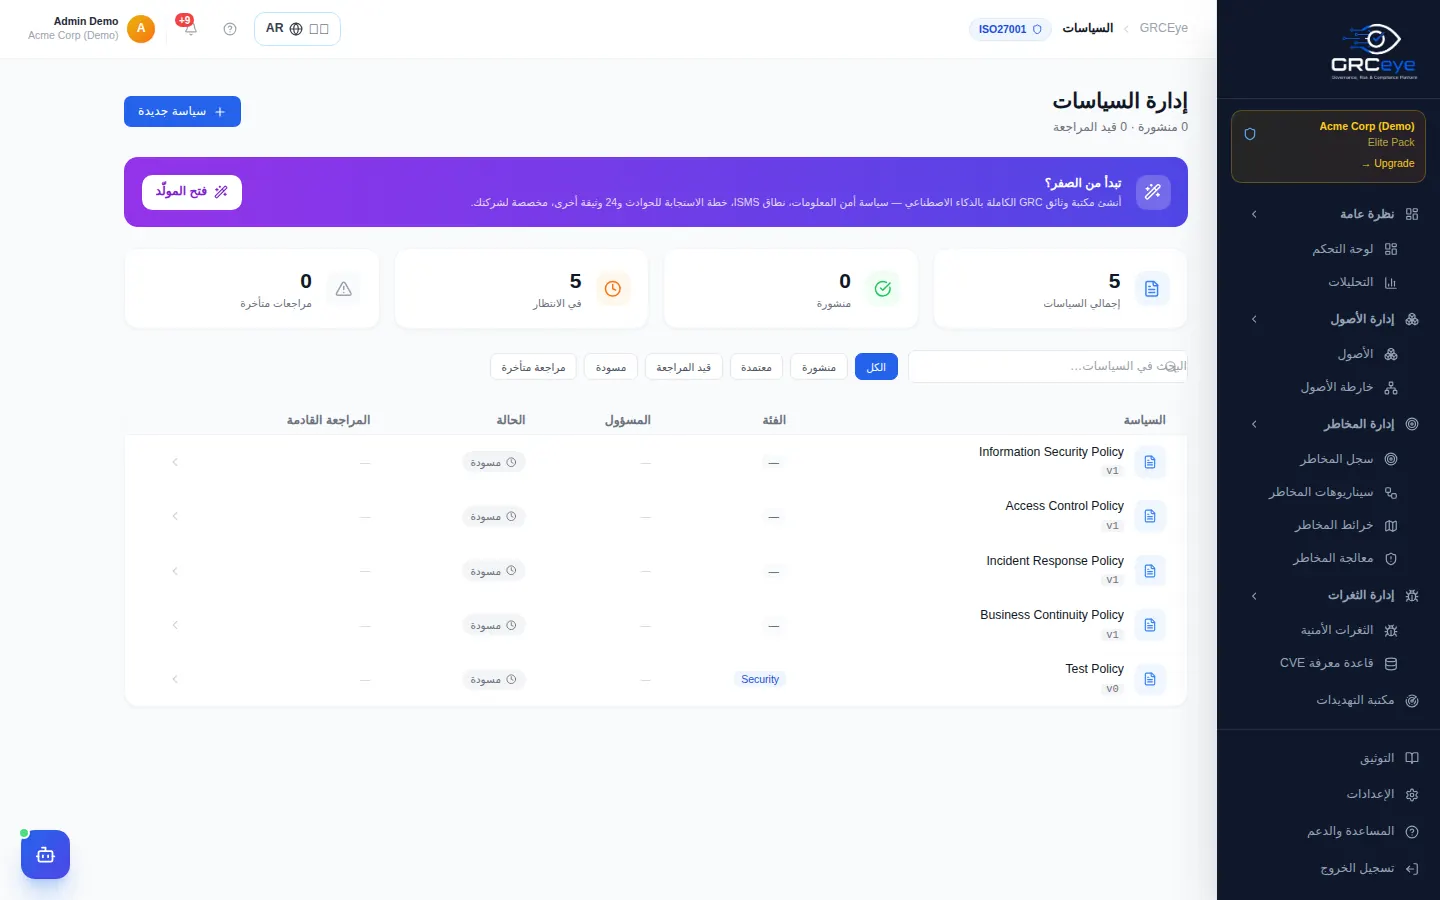 GRCeye
Governance, Risk & Compliance Platform
Acme Corp (Demo)
Elite Pack
Upgrade →
نظرة عامة
لوحة التحكم
التحليلات
إدارة الأصول
الأصول
خارطة الأصول
إدارة المخاطر
سجل المخاطر
سيناريوهات المخاطر
خرائط المخاطر
معالجة المخاطر
إدارة الثغرات
الثغرات الأمنية
قاعدة معرفة CVE
مكتبة التهديدات
التوثيق
الإعدادات
المساعدة والدعم
تسجيل الخروج
GRCEye
السياسات
ISO27001
AR
9+
A
Admin Demo
Acme Corp (Demo)
إدارة السياسات
0 منشورة · 0 قيد المراجعة
سياسة جديدة
تبدأ من الصفر؟
أنشئ مكتبة وثائق GRC الكاملة بالذكاء الاصطناعي — سياسة أمن المعلومات، نطاق ISMS، خطة الاستجابة للحوادث و24 وثيقة أخرى، مخصصة لشركتك.
فتح المولّد
5
إجمالي السياسات
0
منشورة
5
في الانتظار
0
مراجعات متأخرة
البحث في السياسات...
الكل
منشورة
معتمدة
قيد المراجعة
مسودة
مراجعة متأخرة
السياسة الفئة المسؤول الحالة المراجعة القادمة
Information Security Policy
v1
— — مسودة —
Access Control Policy
v1
— — مسودة —
Incident Response Policy
v1
— — مسودة —
Business Continuity Policy
v1
— — مسودة —
Test Policy
v0
Security — مسودة —